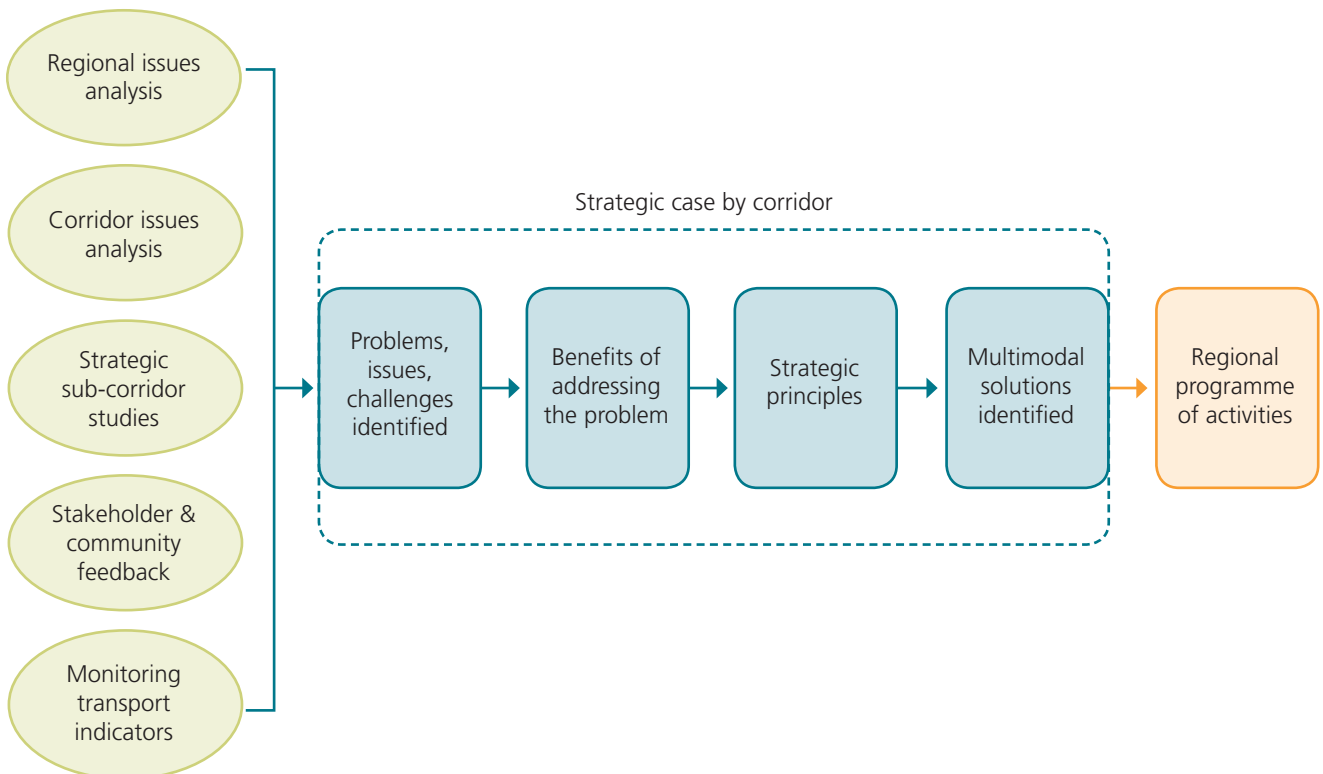 Regional issues
analysis
Corridor issues
analysis
Strategic
sub-corridor
studies
Stakeholder &
community
feedback
Monitoring
transport
indicators
Strategic case by corridor
Problems,
issues,
challenges
identified
Benefits of
addressing
the problem
Strategic
principles
Multimodal
solutions
identified
Regional
programme
of activities